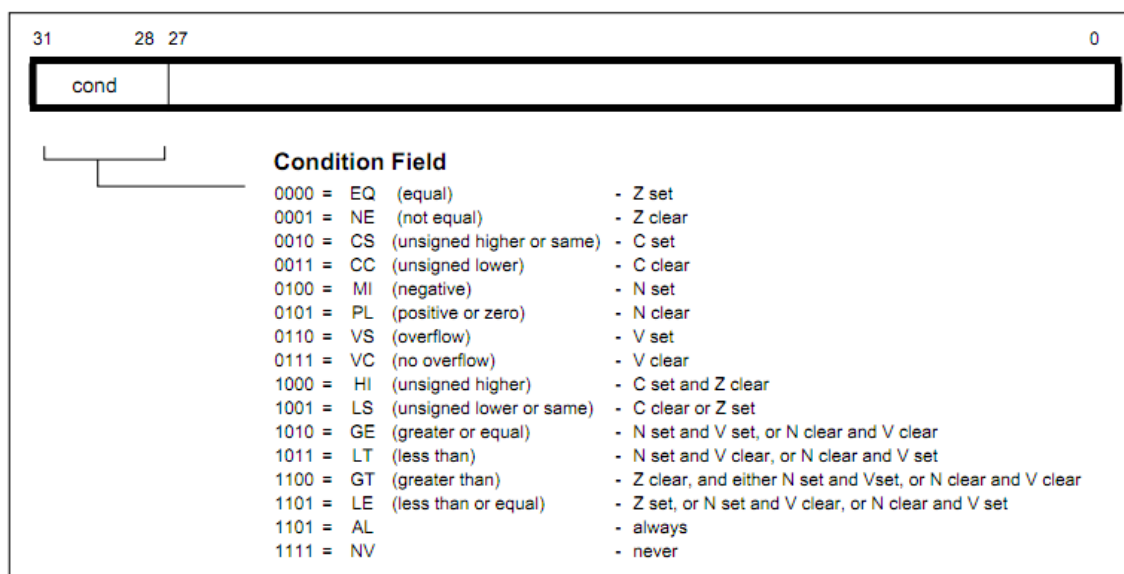 31 28 27 0
cond
Condition Field
0000 = EQ (equal) - Z set
0001 = NE (not equal) - Z clear
0010 = CS (unsigned higher or same) - C set
0011 = CC (unsigned lower) - C clear
0100 = MI (negative) - N set
0101 = PL (positive or zero) - N clear
0110 = VS (overflow) - V set
0111 = VC (no overflow) - V clear
1000 = HI (unsigned higher) - C set and Z clear
1001 = LS (unsigned lower or same) - C clear or Z set
1010 = GE (greater or equal) - N set and V set, or N clear and V clear
1011 = LT (less than) - N set and V clear, or N clear and V set
1100 = GT (greater than) - Z clear, and either N set and Vset, or N clear and V clear
1101 = LE (less than or equal) - Z set, or N set and V clear, or N clear and V set
1101 = AL - always
1111 = NV - never